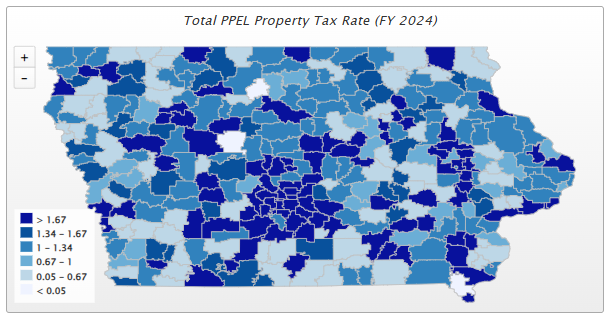 Total PPEL Property Tax Rate (FY 2024)
+
–
> 1.67
1.34 – 1.67
1 – 1.34
0.67 – 1
0.05 – 0.67
< 0.05